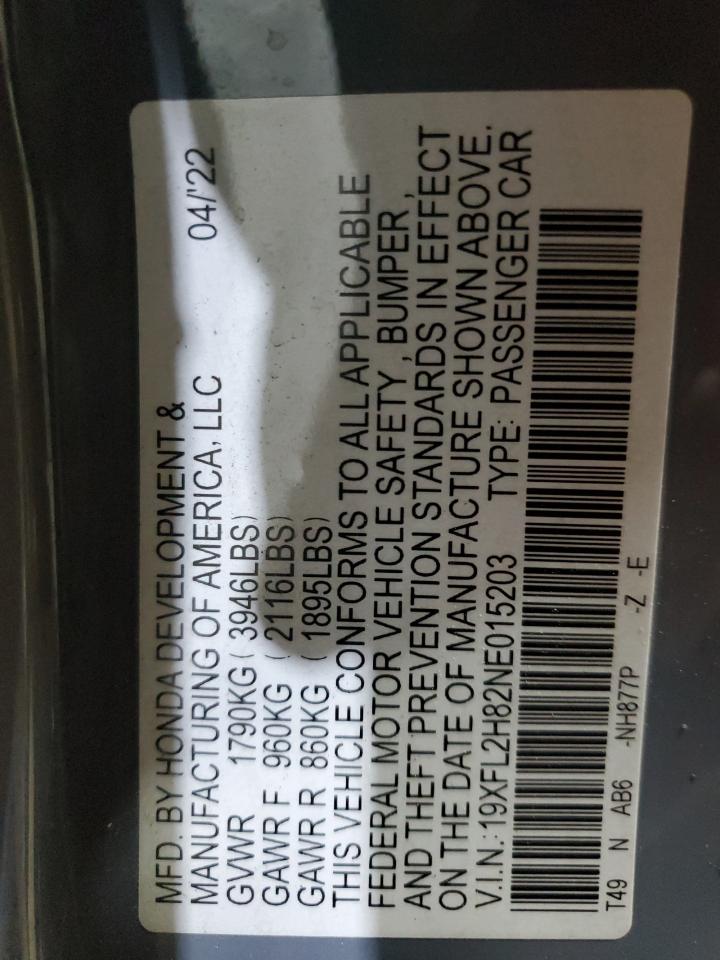 MFD. BY HONDA DEVELOPMENT &
MANUFACTURING OF AMERICA, LLC 04/'22
GVWR 1790KG ( 3946LBS)
GAWR F 960KG ( 2116LBS)
GAWR R 860KG ( 1895LBS)
THIS VEHICLE CONFORMS TO ALL APPLICABLE
FEDERAL MOTOR VEHICLE SAFETY , BUMPER ,
AND THEFT PREVENTION STANDARDS IN EFFECT
ON THE DATE OF MANUFACTURE SHOWN ABOVE.
V.I.N.: 19XFL2H82NE015203 TYPE: PASSENGER CAR
T49 N AB6 -NH877P -Z -E